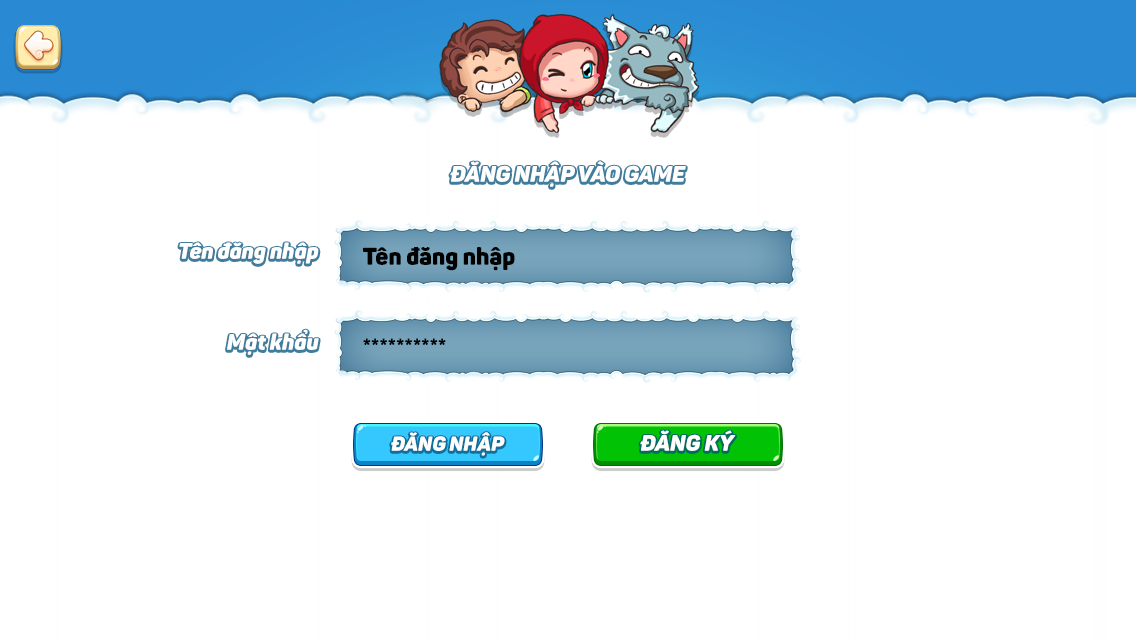 ĐĂNG NHẬP VÀO GAME
Tên đăng nhập
Tên đăng nhập
Mật khẩu
**********
ĐĂNG NHẬP
ĐĂNG KÝ